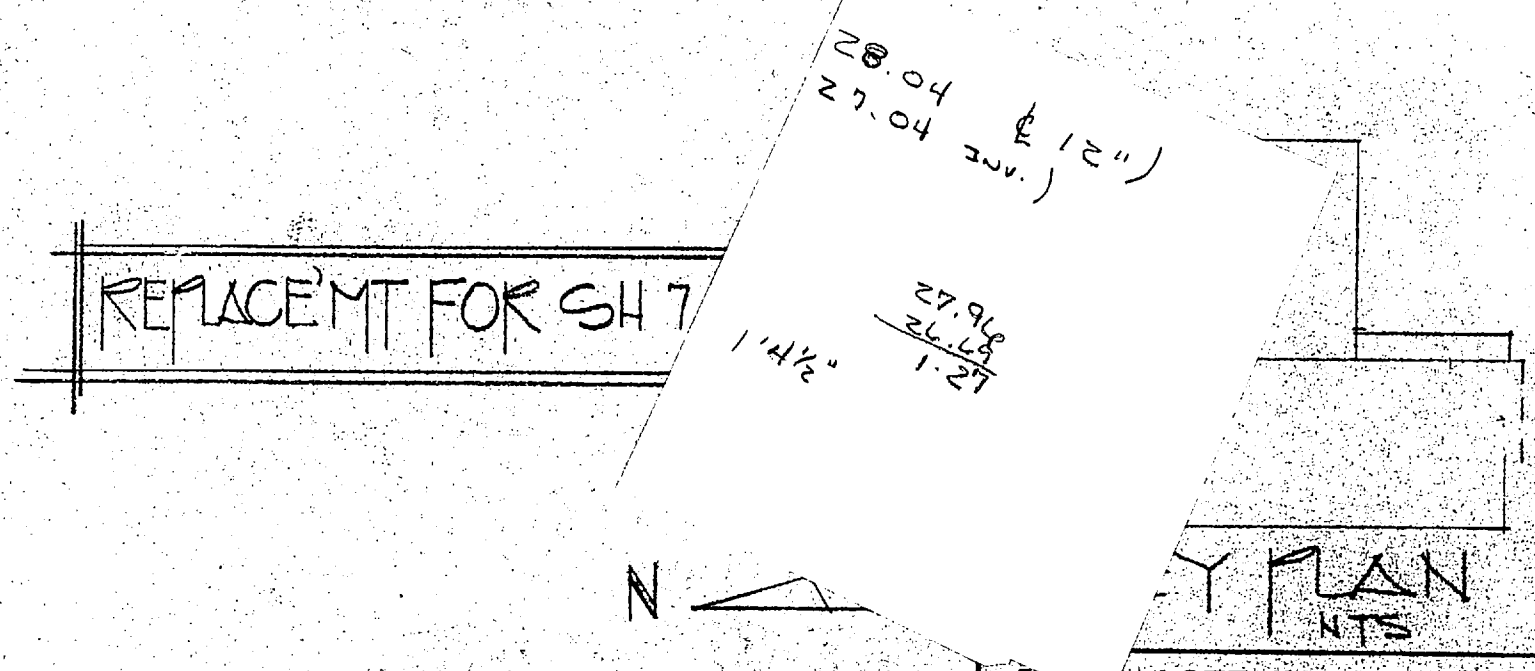 28.04 ℄ 12")
27.04 INV.)
REPLACE'MT FOR SH 7
27.96
26.69
1.27
1'4½"
N
Y PLAN
NTS